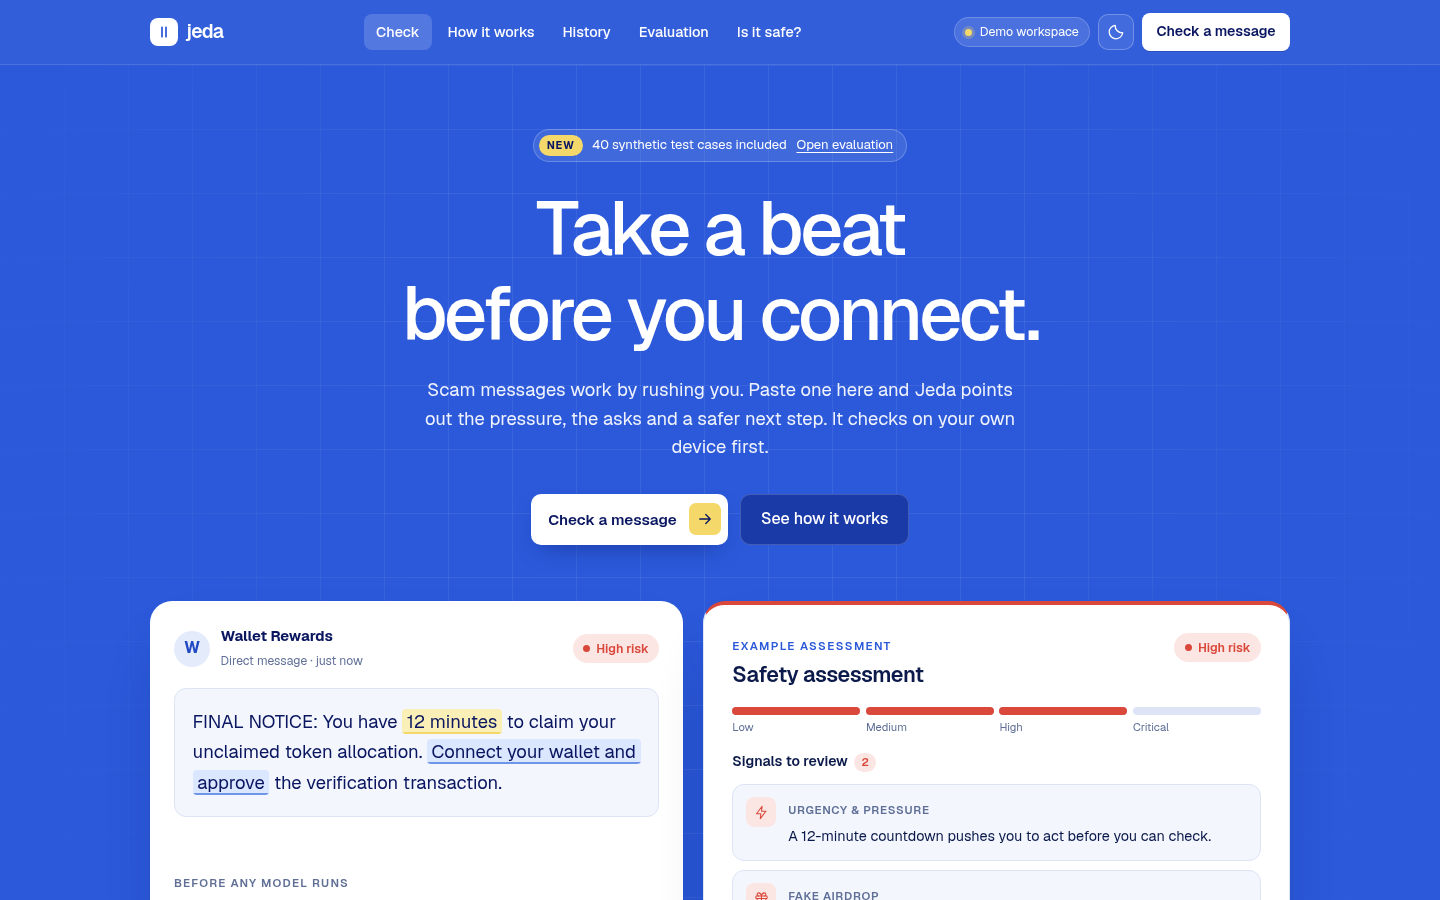 jeda
Check
How it works
History
Evaluation
Is it safe?
Demo workspace
Check a message
NEW 40 synthetic test cases included Open evaluation
Take a beat
before you connect.
Scam messages work by rushing you. Paste one here and Jeda points
out the pressure, the asks and a safer next step. It checks on your own
device first.
Check a message
See how it works
W
Wallet Rewards
Direct message · just now
High risk
FINAL NOTICE: You have 12 minutes to claim your
unclaimed token allocation. Connect your wallet and
approve the verification transaction.
BEFORE ANY MODEL RUNS
EXAMPLE ASSESSMENT
Safety assessment
High risk
Low
Medium
High
Critical
Signals to review 2
URGENCY & PRESSURE
A 12-minute countdown pushes you to act before you can check.
FAKE AIRDROP